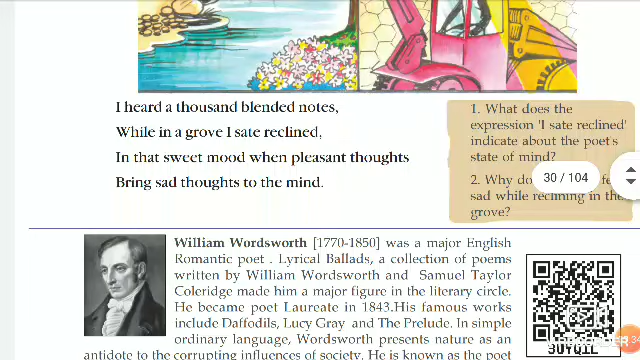 I heard a thousand blended notes,
While in a grove I sate reclined,
In that sweet mood when pleasant thoughts
Bring sad thoughts to the mind.
1. What does the
expression 'I sate reclined'
indicate about the poet's
state of mind?
2. Why do
sad while reclining in the
grove?
30 / 104
William Wordsworth [1770-1850] was a major English
Romantic poet . Lyrical Ballads, a collection of poems
written by William Wordsworth and Samuel Taylor
Coleridge made him a major figure in the literary circle.
He became poet Laureate in 1843.His famous works
include Daffodils, Lucy Gray and The Prelude. In simple
ordinary language, Wordsworth presents nature as an
antidote to the corrupting influences of society. He is known as the poet